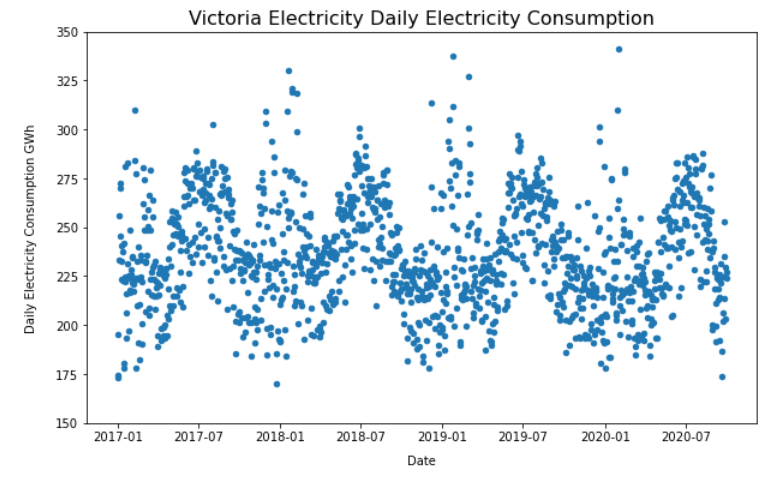 Victoria Electricity Daily Electricity Consumption
Daily Electricity Consumption GWh
350
325
300
275
250
225
200
175
150
2017-01 2017-07 2018-01 2018-07 2019-01 2019-07 2020-01 2020-07
Date